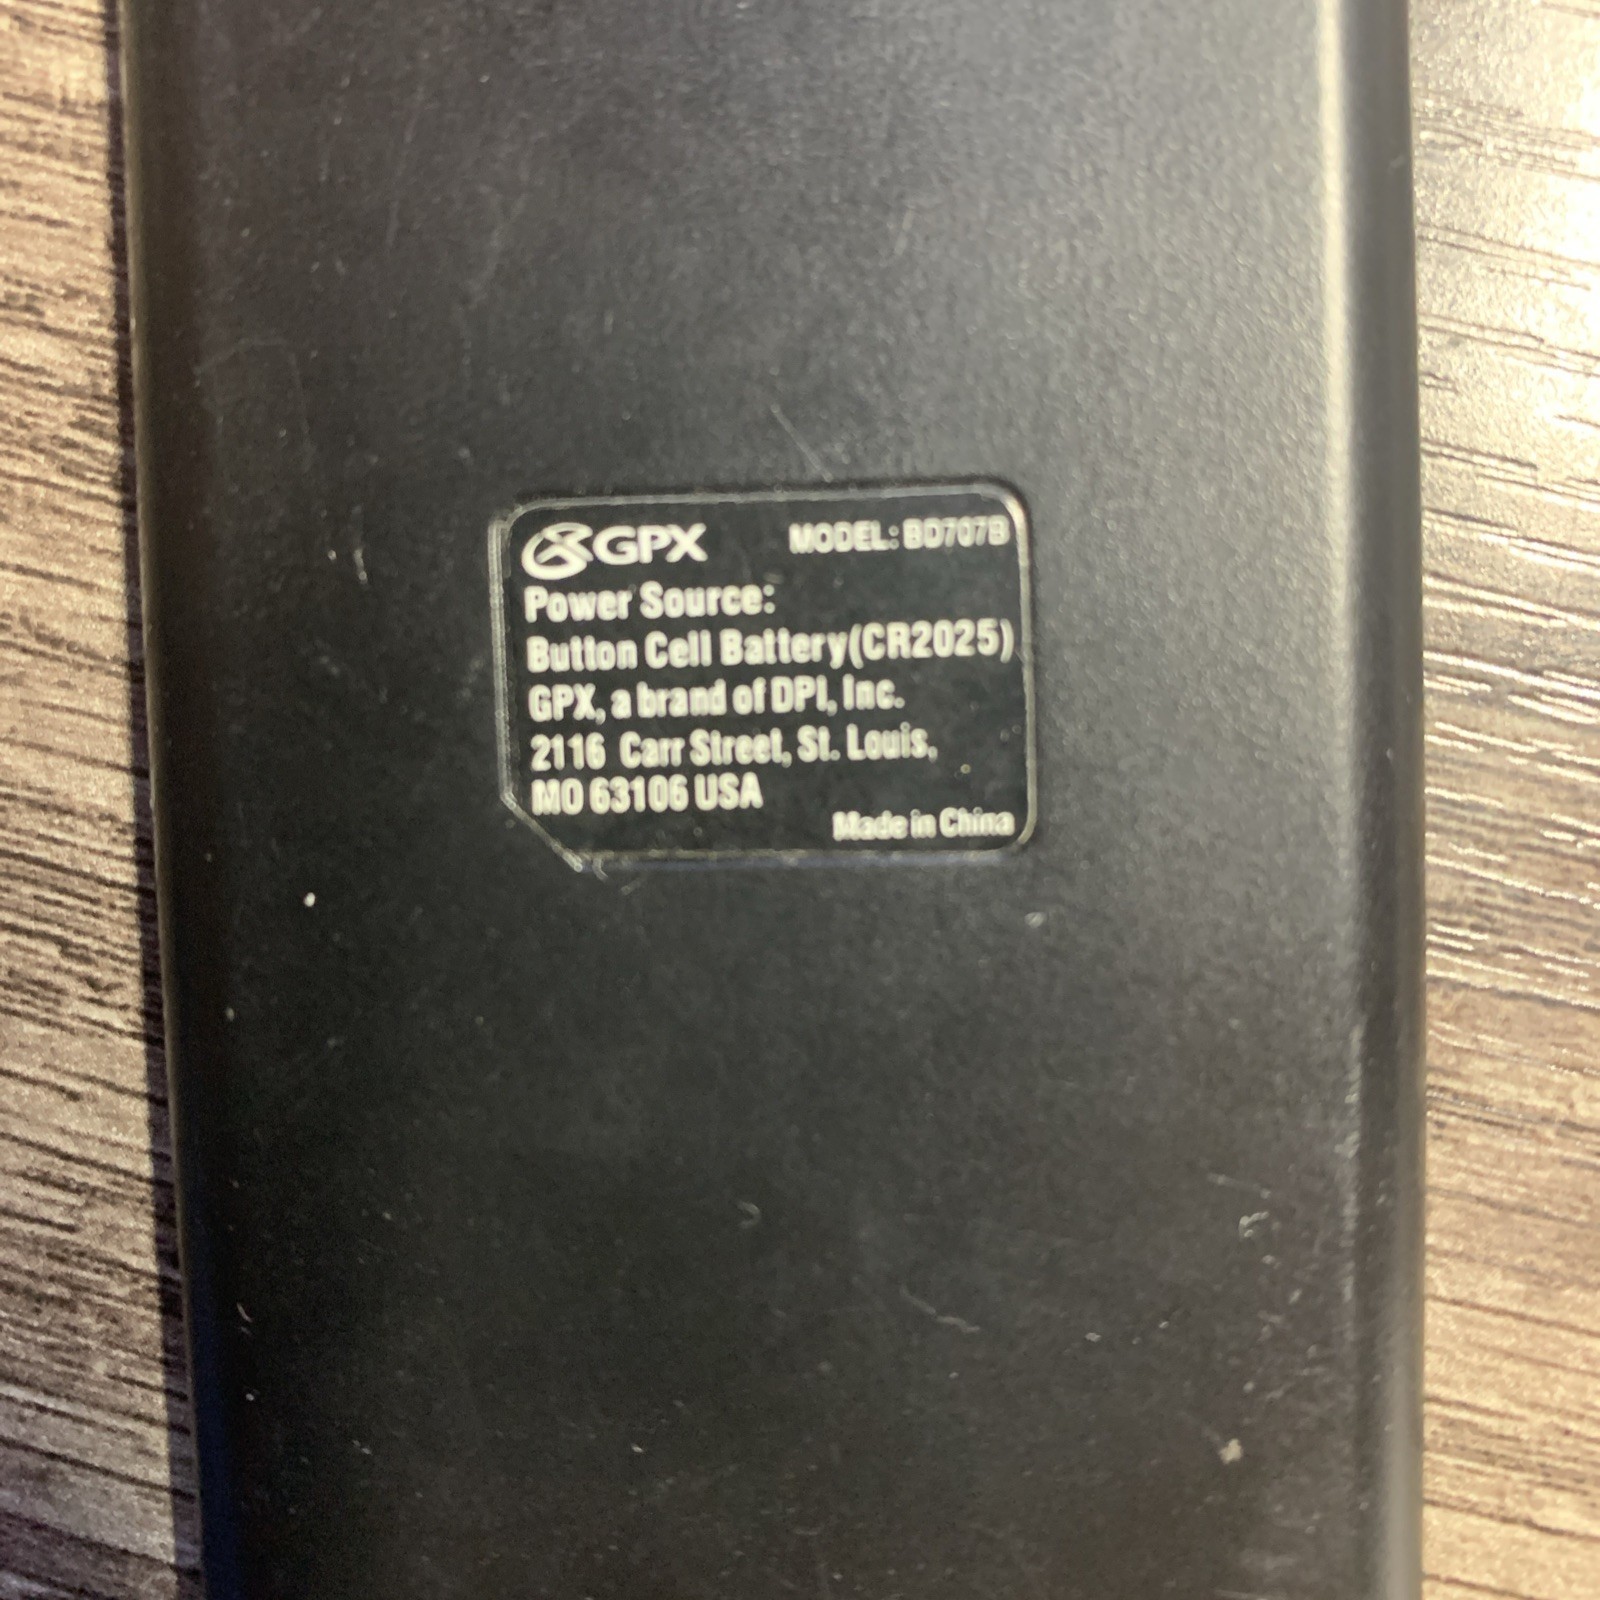 GPX MODEL: BD707B
Power Source:
Button Cell Battery(CR2025)
GPX, a brand of DPI, Inc.
2116 Carr Street, St. Louis,
MO 63106 USA
Made in China